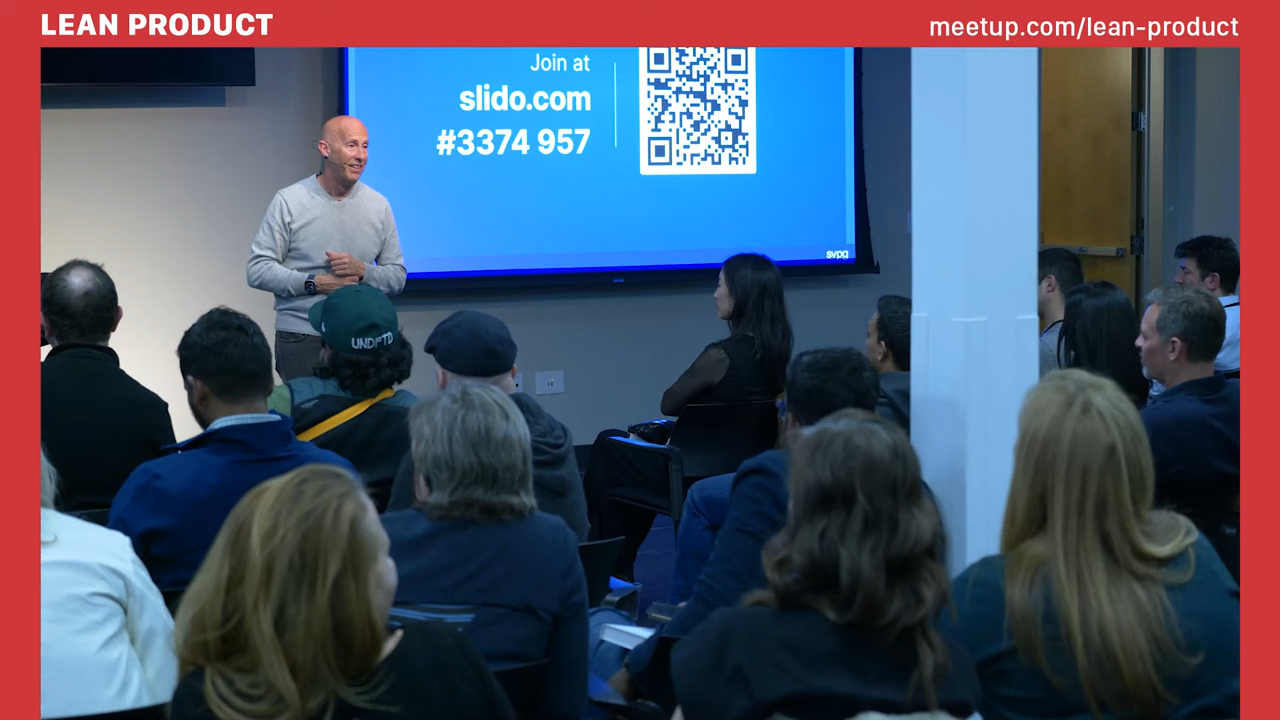 LEAN PRODUCT
meetup.com/lean-product
Join at
slido.com
#3374 957
svpg
UNDFTD